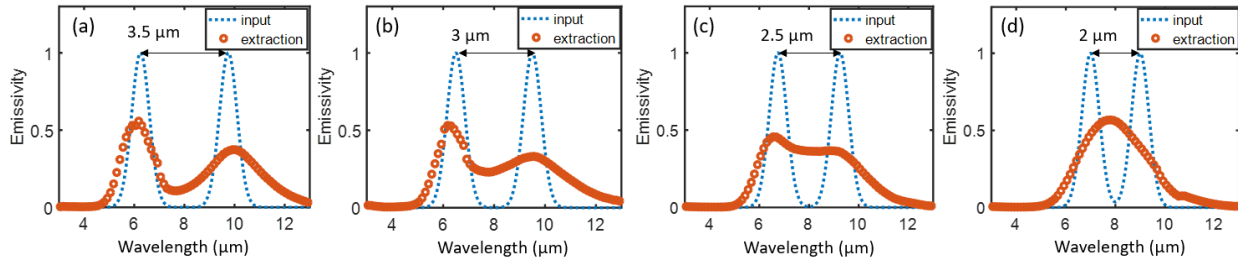 (a)
3.5 µm
input
extraction
1
0.5
0
Emissivity
4 6 8 10 12
Wavelength (µm)
(b)
3 µm
input
extraction
1
0.5
0
Emissivity
4 6 8 10 12
Wavelength (µm)
(c)
2.5 µm
input
extraction
1
0.5
0
Emissivity
4 6 8 10 12
Wavelength (µm)
(d)
2 µm
input
extraction
1
0.5
0
Emissivity
4 6 8 10 12
Wavelength (µm)